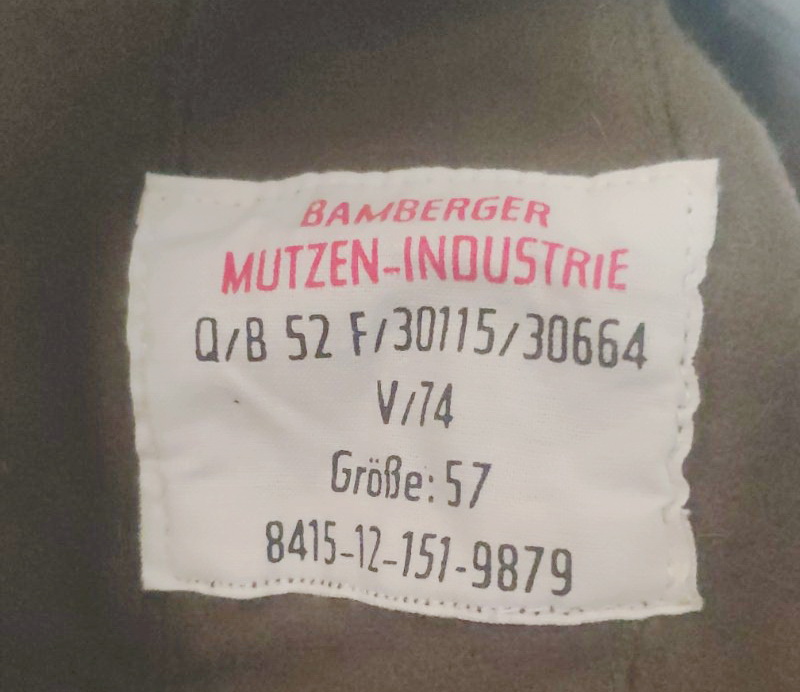 BAMBERGER
MUTZEN-INDUSTRIE
Q/B 52 F/30115/30664
V/74
Größe: 57
8415-12-151-9879